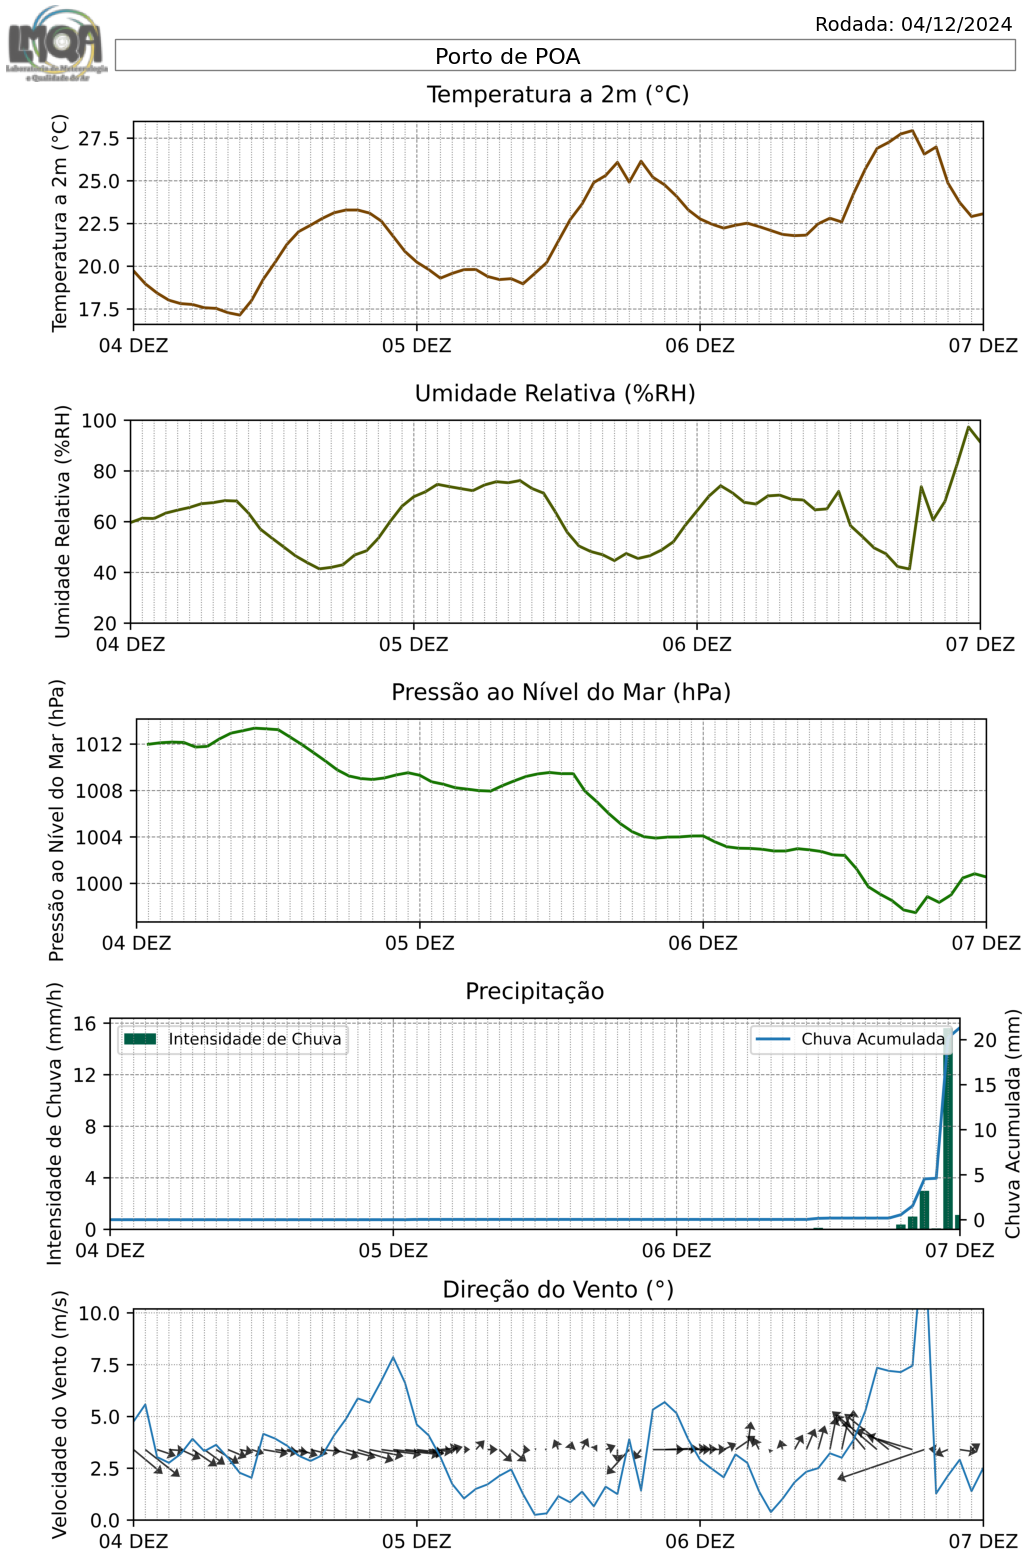 LMQA
Laboratório de Meteorologia
e Qualidade do Ar
Rodada: 04/12/2024
Porto de POA
Temperatura a 2m (°C)
Temperatura a 2m (°C)
27.5
25.0
22.5
20.0
17.5
04 DEZ 05 DEZ 06 DEZ 07 DEZ
Umidade Relativa (%RH)
Umidade Relativa (%RH)
100
80
60
40
20
04 DEZ 05 DEZ 06 DEZ 07 DEZ
Pressão ao Nível do Mar (hPa)
Pressão ao Nível do Mar (hPa)
1012
1008
1004
1000
04 DEZ 05 DEZ 06 DEZ 07 DEZ
Precipitação
Intensidade de Chuva (mm/h)
16
12
8
4
0
Intensidade de Chuva
Chuva Acumulada
20
15
10
5
0
Chuva Acumulada (mm)
04 DEZ 05 DEZ 06 DEZ 07 DEZ
Direção do Vento (°)
Velocidade do Vento (m/s)
10.0
7.5
5.0
2.5
0.0
04 DEZ 05 DEZ 06 DEZ 07 DEZ